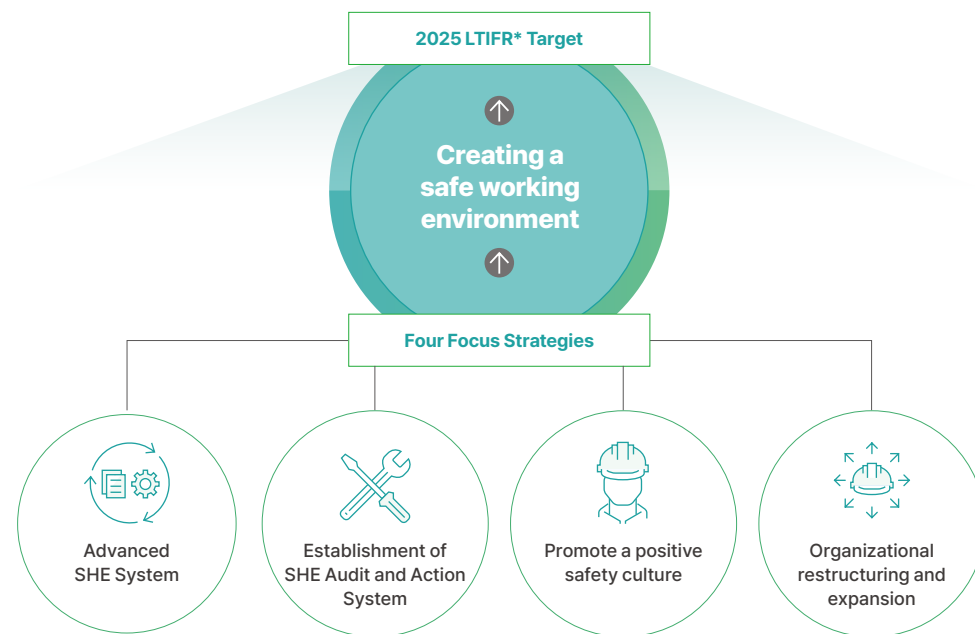 2025 LTIFR* Target
Creating a
safe working
environment
Four Focus Strategies
Advanced
SHE System
Establishment of
SHE Audit and Action
System
Promote a positive
safety culture
Organizational
restructuring and
expansion